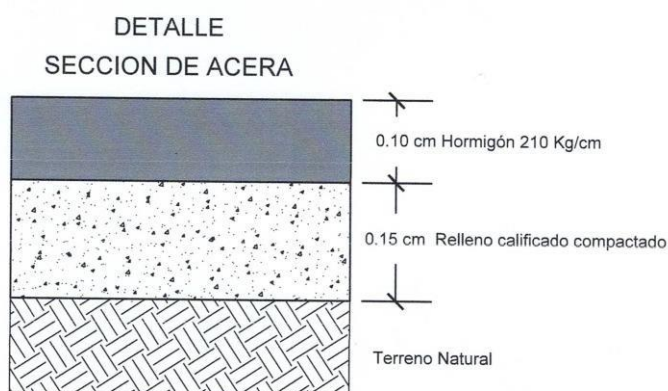 DETALLE
SECCION DE ACERA
0.10 cm Hormigón 210 Kg/cm
0.15 cm Relleno calificado compactado
Terreno Natural